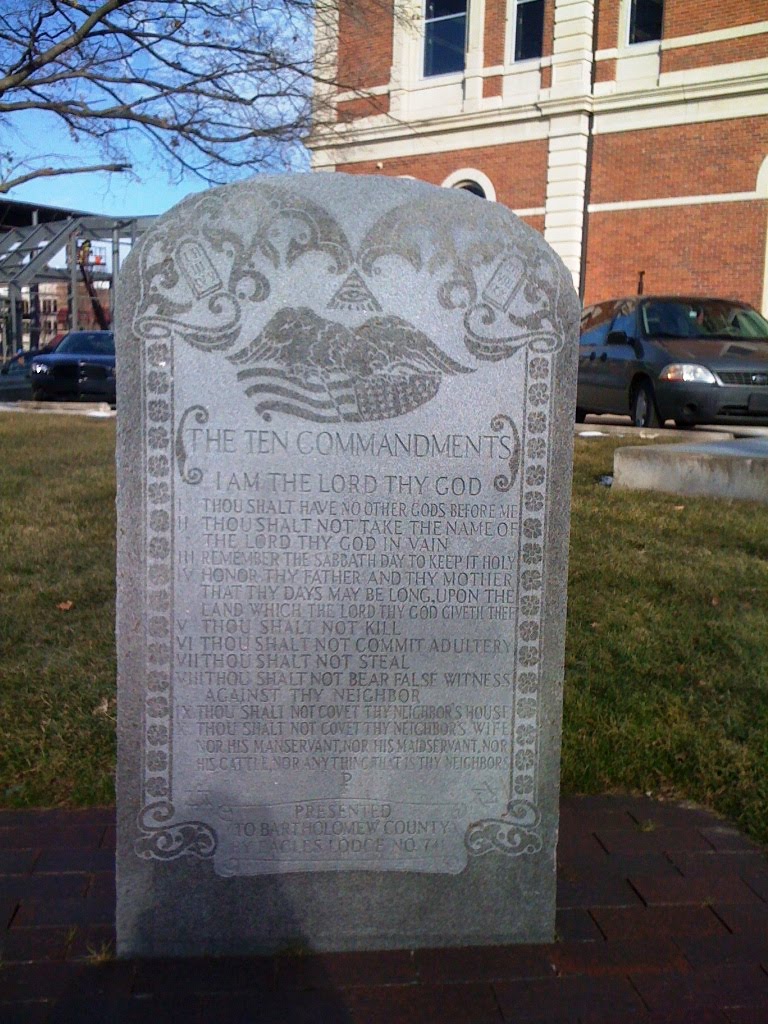 THE TEN COMMANDMENTS
I AM THE LORD THY GOD
I THOU SHALT HAVE NO OTHER GODS BEFORE ME
II THOU SHALT NOT TAKE THE NAME OF
THE LORD THY GOD IN VAIN
III REMEMBER THE SABBATH DAY TO KEEP IT HOLY
IV HONOR THY FATHER AND THY MOTHER
THAT THY DAYS MAY BE LONG, UPON THE
LAND WHICH THE LORD THY GOD GIVETH THEE
V THOU SHALT NOT KILL
VI THOU SHALT NOT COMMIT ADULTERY
VII THOU SHALT NOT STEAL
VIII THOU SHALT NOT BEAR FALSE WITNESS
AGAINST THY NEIGHBOR
IX THOU SHALT NOT COVET THY NEIGHBOR'S HOUSE
X THOU SHALT NOT COVET THY NEIGHBOR'S WIFE
NOR HIS MANSERVANT, NOR HIS MAIDSERVANT, NOR
HIS CATTLE, NOR ANYTHING THAT IS THY NEIGHBORS
PRESENTED
TO BARTHOLOMEW COUNTY
BY EAGLES LODGE NO. 741